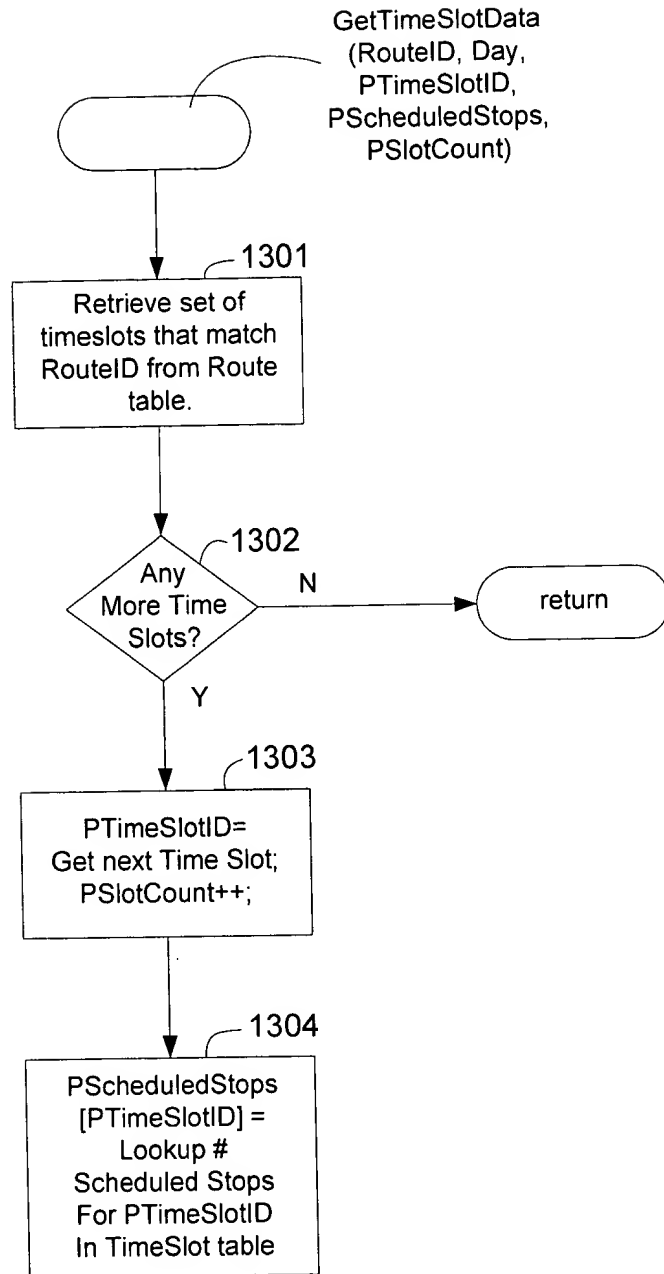 GetTimeSlotData
(RouteID, Day,
PTimeSlotID,
PScheduledStops,
PSlotCount)
1301
Retrieve set of
timeslots that match
RouteID from Route
table.
1302
Any
More Time
Slots?
N
return
Y
1303
PTimeSlotID=
Get next Time Slot;
PSlotCount++;
1304
PScheduledStops
[PTimeSlotID] =
Lookup #
Scheduled Stops
For PTimeSlotID
In TimeSlot table